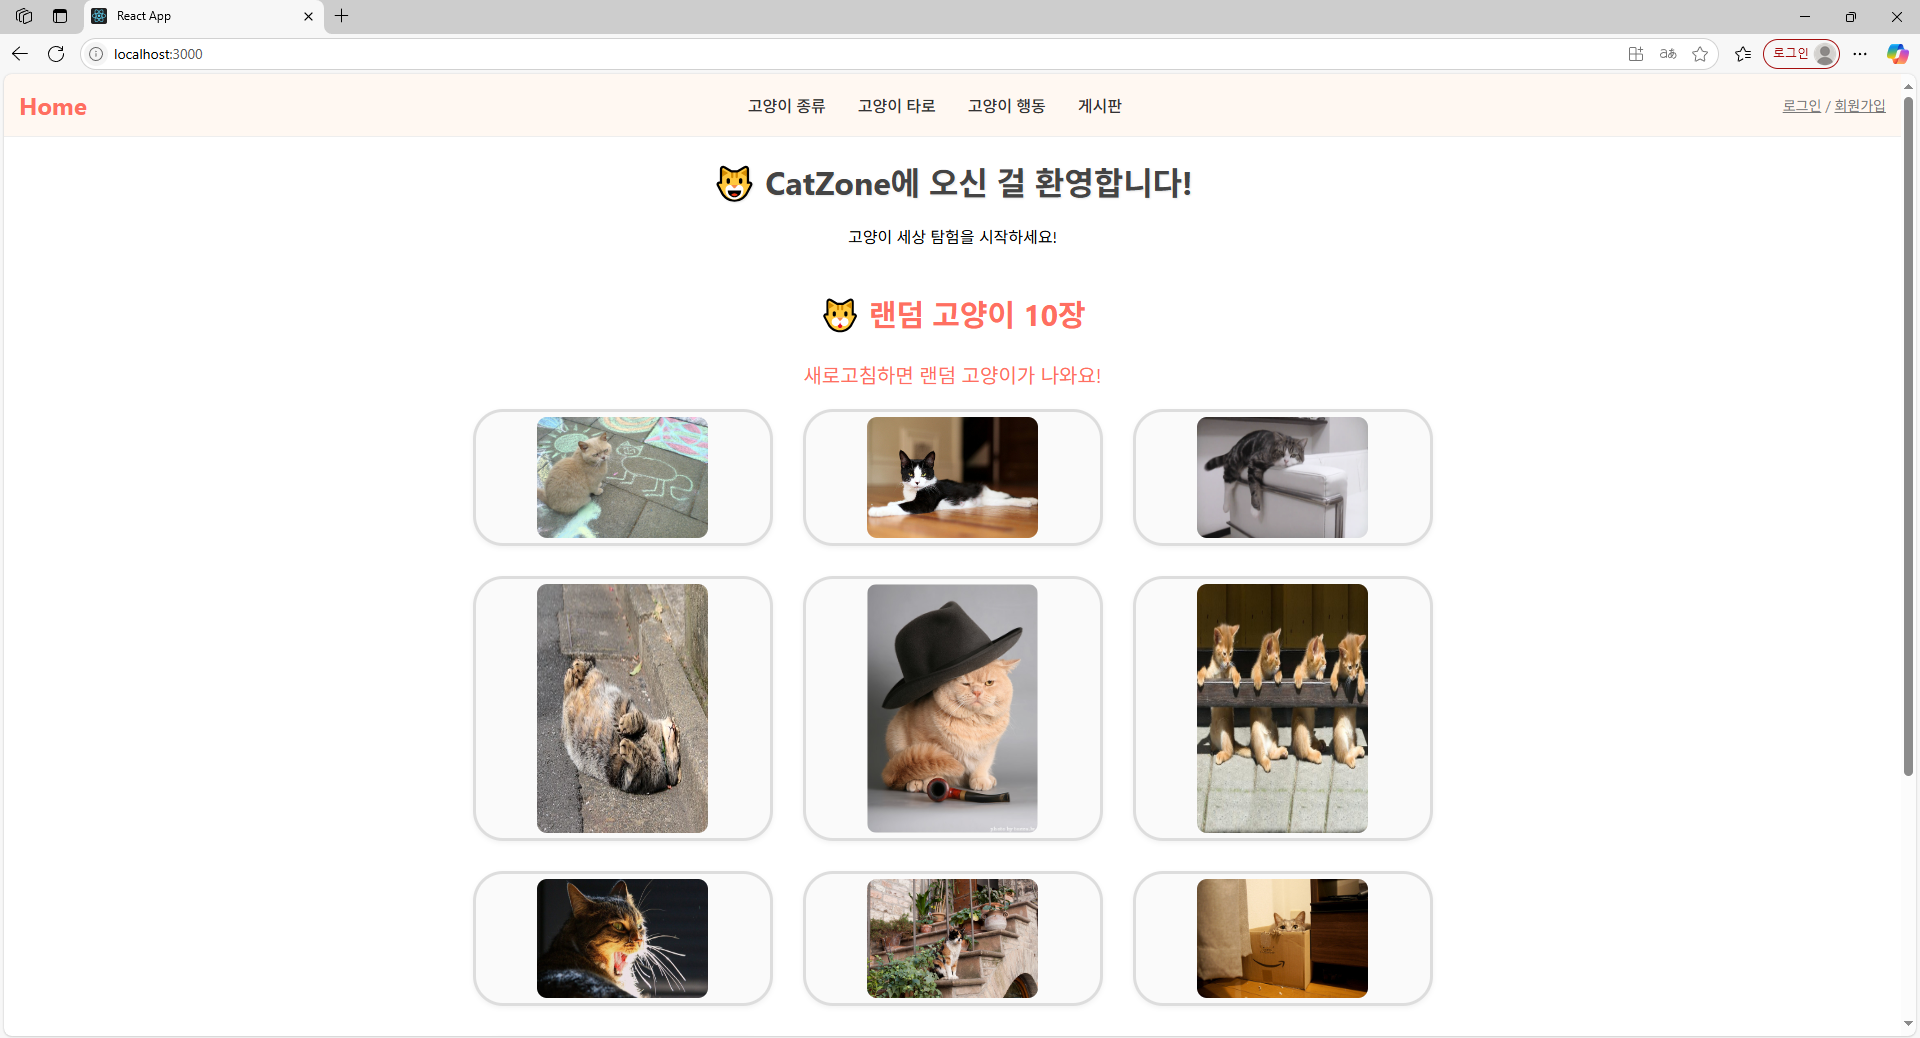 React App
localhost:3000
로그인
Home
고양이 종류 고양이 타로 고양이 행동 게시판
로그인 / 회원가입
CatZone에 오신 걸 환영합니다!
고양이 세상 탐험을 시작하세요!
랜덤 고양이 10장
새로고침하면 랜덤 고양이가 나와요!